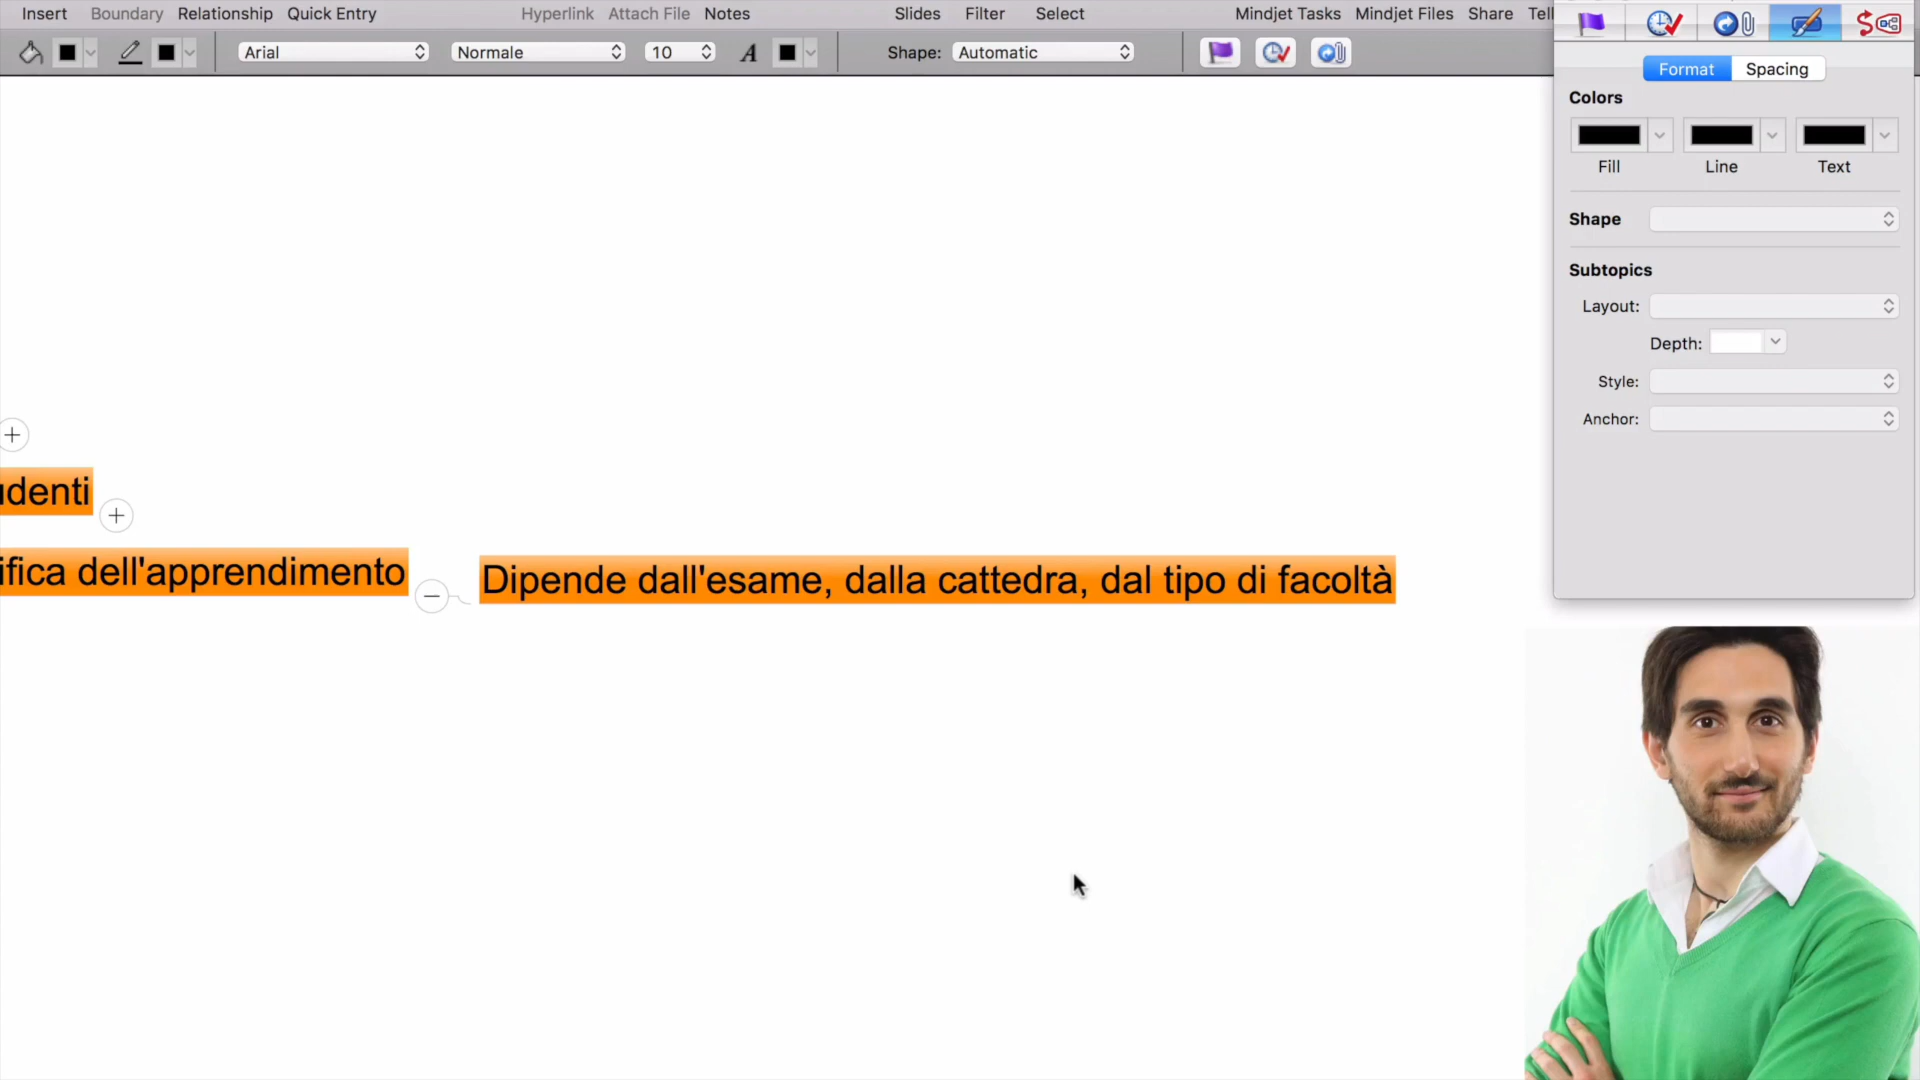 Insert Boundary Relationship Quick Entry Hyperlink Attach File Notes Slides Filter Select Mindjet Tasks Mindjet Files Share Tell
Arial Normale 10 A Shape: Automatic
Format Spacing
Colors
Fill Line Text
Shape
Subtopics
Layout:
Depth:
Style:
Anchor:
udenti
ifica dell'apprendimento
Dipende dall'esame, dalla cattedra, dal tipo di facoltà